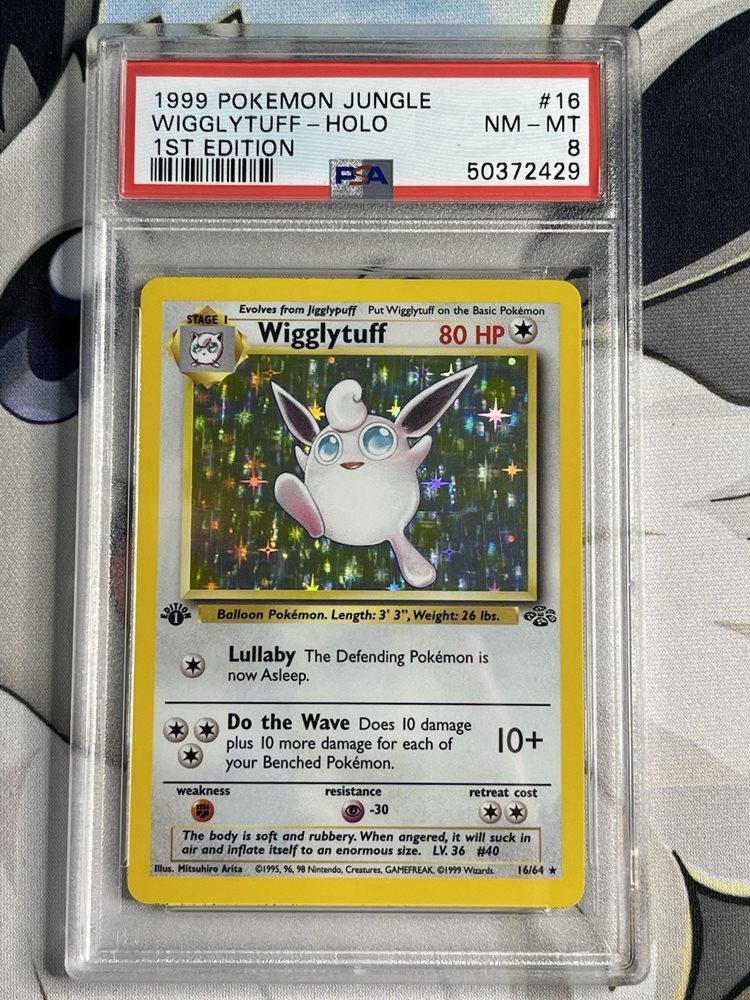 1999 POKEMON JUNGLE #16
WIGGLYTUFF-HOLO NM-MT
1ST EDITION 8
PSA 50372429
Evolves from Jigglypuff Put Wigglytuff on the Basic Pokémon
STAGE 1
Wigglytuff 80 HP
EDITION 1
Balloon Pokémon. Length: 3' 3", Weight: 26 lbs.
Lullaby The Defending Pokémon is
now Asleep.
Do the Wave Does 10 damage
plus 10 more damage for each of
your Benched Pokémon.
10+
weakness resistance retreat cost
-30
The body is soft and rubbery. When angered, it will suck in
air and inflate itself to an enormous size. LV. 36 #40
Illus. Mitsuhiro Arita ©1995, 96, 98 Nintendo, Creatures, GAMEFREAK. ©1999 Wizards. 16/64 ★